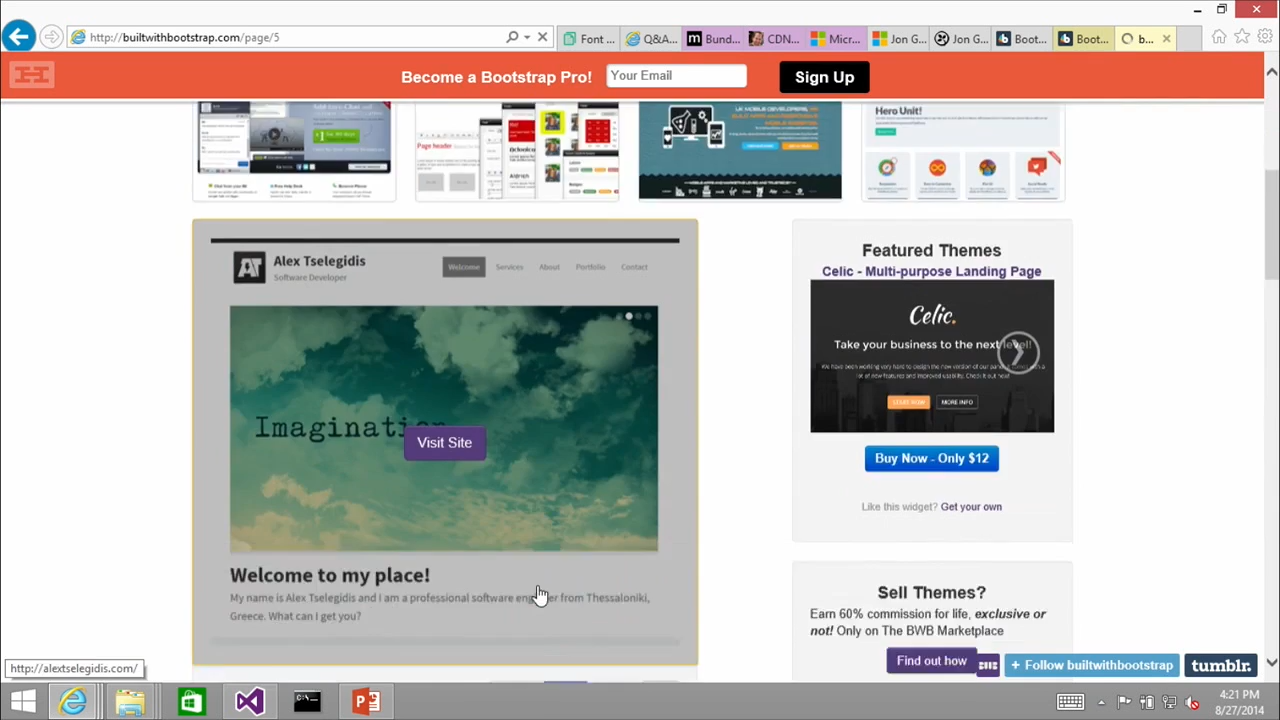 http://builtwithbootstrap.com/page/5
Font ...
Q&A...
Bund...
CDN...
Micr...
Jon G...
Jon G...
Boot...
Boot...
b...
Become a Bootstrap Pro!
Your Email
Sign Up
Page header
Hero Unit!
Alex Tselegidis
Software Developer
Welcome
Services
About
Portfolio
Contact
Visit Site
Welcome to my place!
My name is Alex Tselegidis and I am a professional software from Thessaloniki,
Greece. What can I get you?
Featured Themes
Celic - Multi-purpose Landing Page
Celic.
Take your business to the next level!
MORE INFO
Buy Now - Only $12
Like this widget? Get your own
Sell Themes?
Earn 60% commission for life, exclusive or
not! Only on The BWB Marketplace
Find out how
+ Follow builtwithbootstrap
tumblr.
http://alextselegidis.com/
4:21 PM
8/27/2014